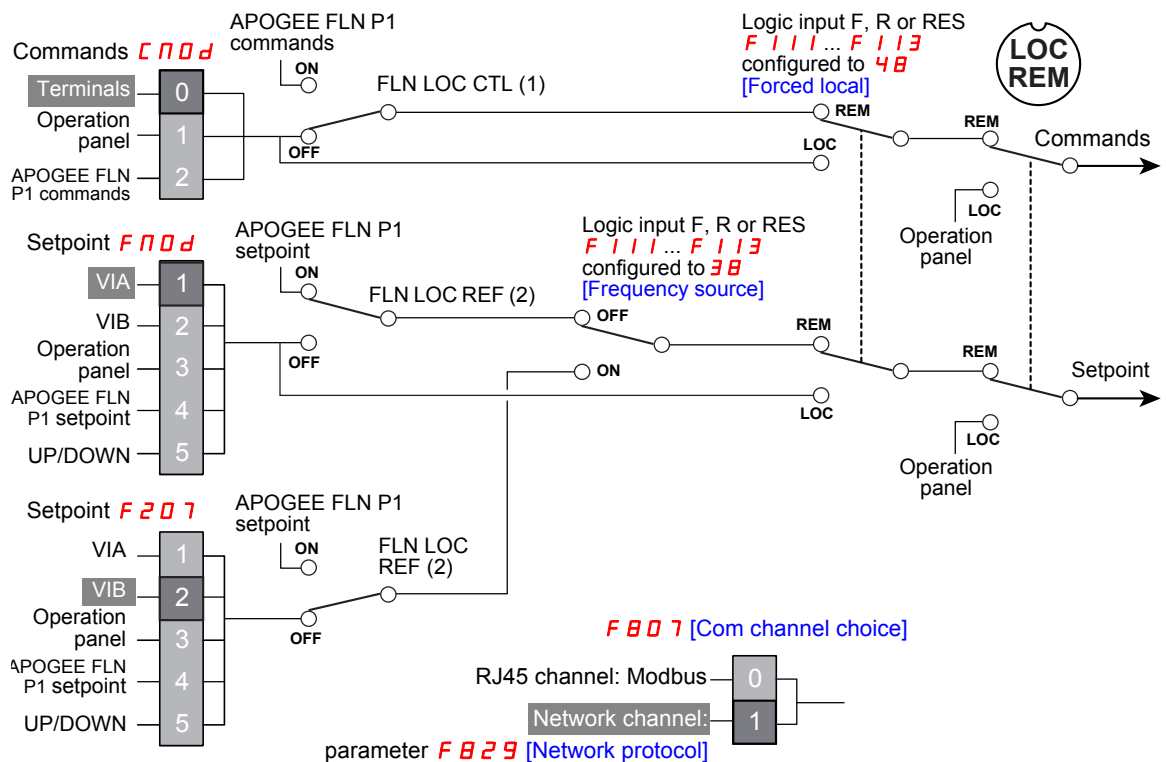 Commands CMOd
Terminals
0
Operation
panel
1
APOGEE FLN
P1 commands
2
APOGEE FLN P1
commands
ON
OFF
FLN LOC CTL (1)
Logic input F, R or RES
F111... F113
configured to 48
[Forced local]
REM
LOC
LOC
REM
REM
Commands
LOC
Operation
panel
Setpoint FMOd
VIA
1
VIB
2
Operation
panel
3
APOGEE FLN
P1 setpoint
4
UP/DOWN
5
APOGEE FLN P1
setpoint
ON
OFF
FLN LOC REF (2)
Logic input F, R or RES
F111... F113
configured to 38
[Frequency source]
OFF
ON
REM
LOC
REM
Setpoint
LOC
Operation
panel
Setpoint F207
VIA
1
VIB
2
Operation
panel
3
APOGEE FLN
P1 setpoint
4
UP/DOWN
5
APOGEE FLN P1
setpoint
ON
OFF
FLN LOC
REF (2)
F807 [Com channel choice]
RJ45 channel: Modbus
0
Network channel:
1
parameter F829 [Network protocol]